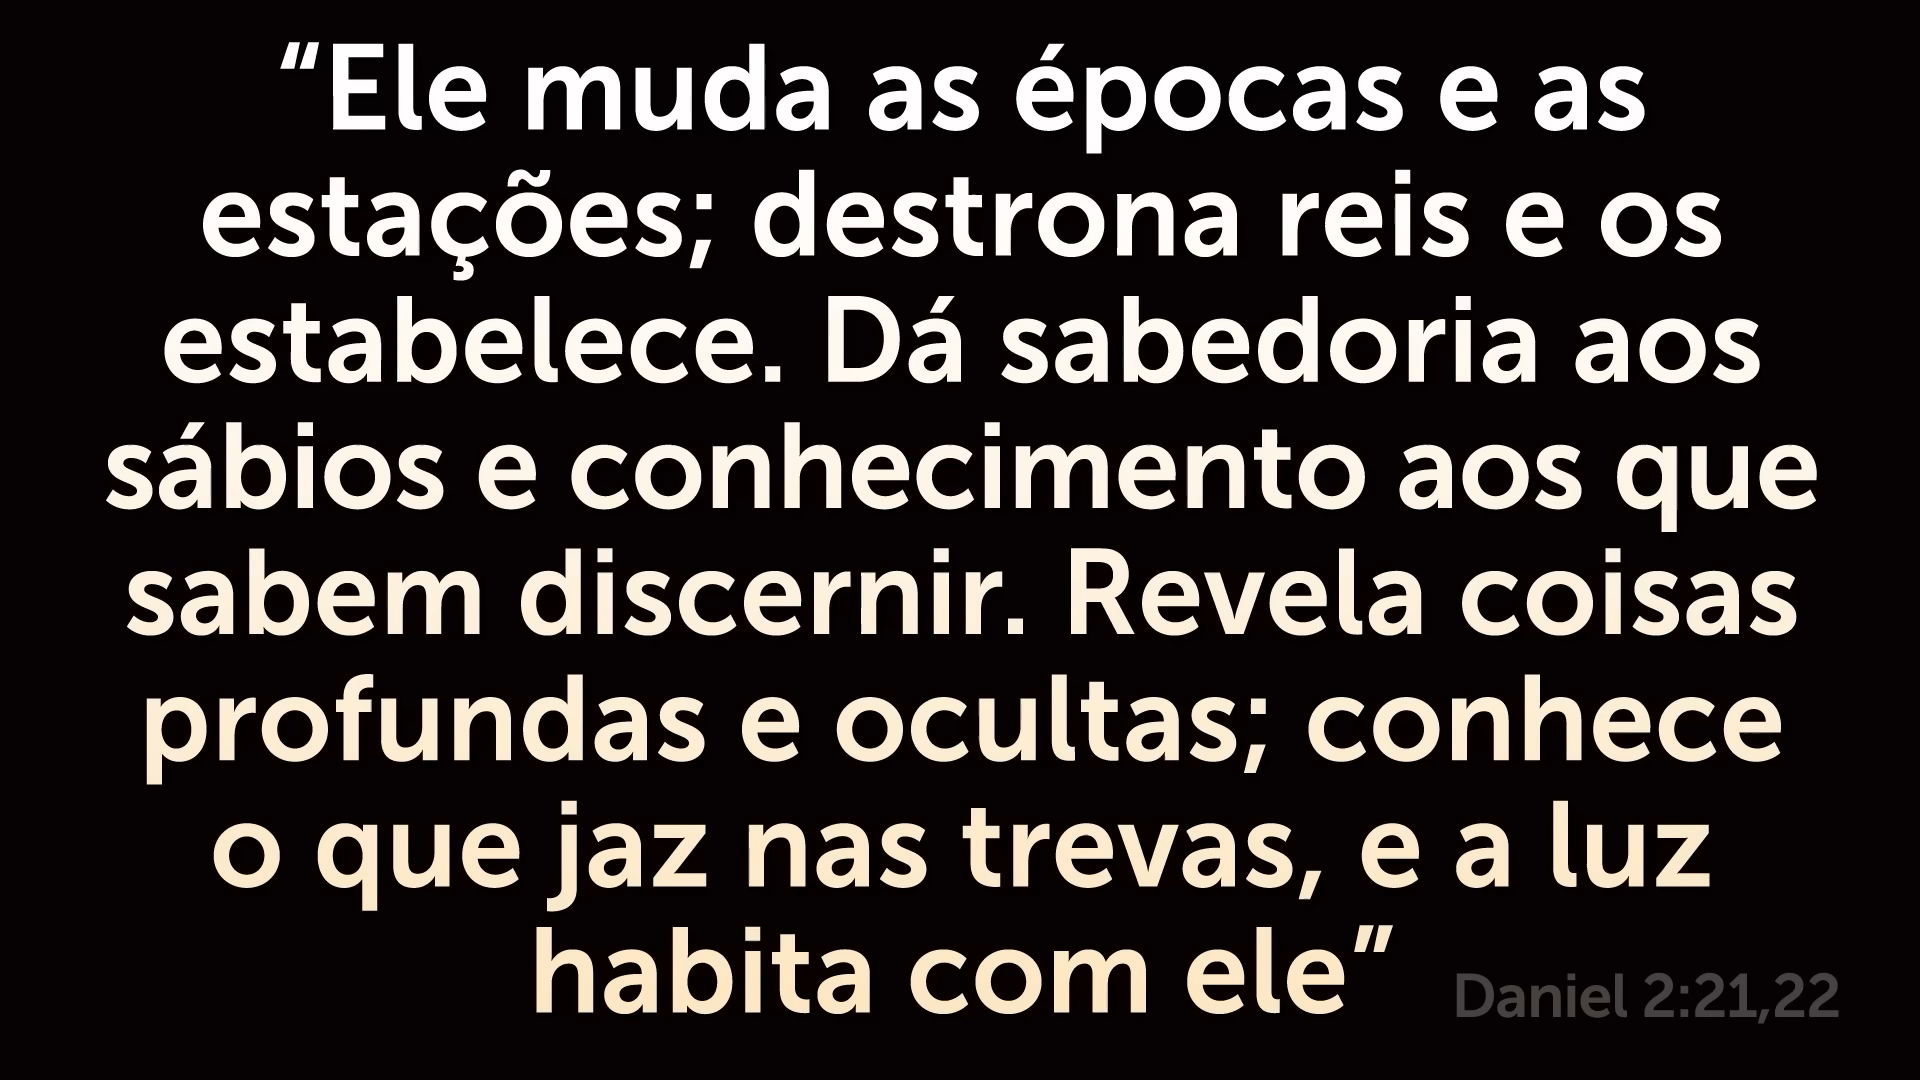 “Ele muda as épocas e as
estações; destrona reis e os
estabelece. Dá sabedoria aos
sábios e conhecimento aos que
sabem discernir. Revela coisas
profundas e ocultas; conhece
o que jaz nas trevas, e a luz
habita com ele”
Daniel 2:21,22